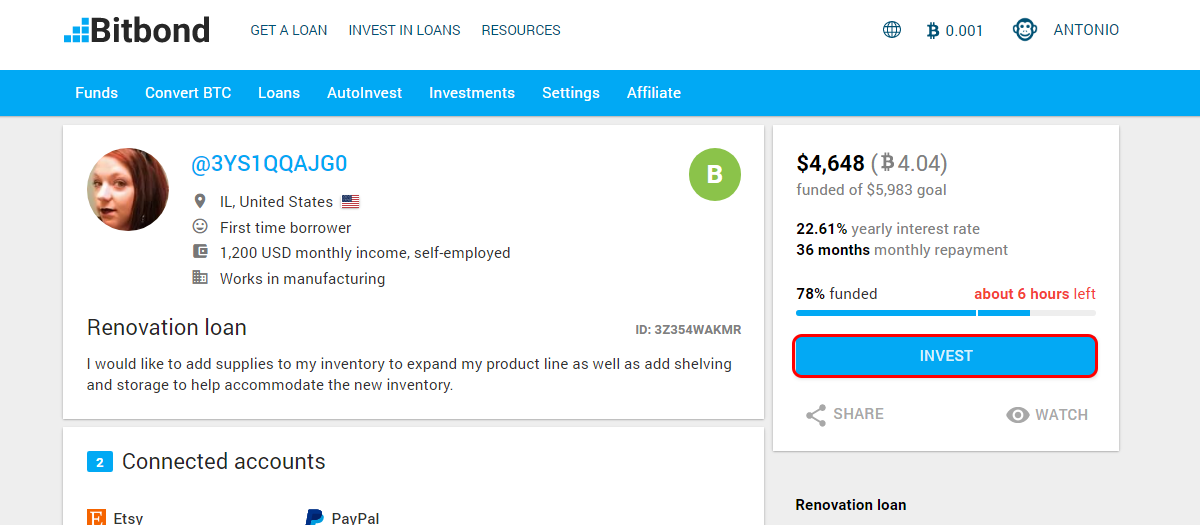 Bitbond
GET A LOAN INVEST IN LOANS RESOURCES
0.001 ANTONIO
Funds Convert BTC Loans AutoInvest Investments Settings Affiliate
@3YS1QQAJG0
B
IL, United States
First time borrower
1,200 USD monthly income, self-employed
Works in manufacturing
Renovation loan
ID: 3Z354WAKMR
I would like to add supplies to my inventory to expand my product line as well as add shelving
and storage to help accommodate the new inventory.
2 Connected accounts
E Etsy
PayPal
$4,648 (₿4.04)
funded of $5,983 goal
22.61% yearly interest rate
36 months monthly repayment
78% funded
about 6 hours left
INVEST
SHARE
WATCH
Renovation loan